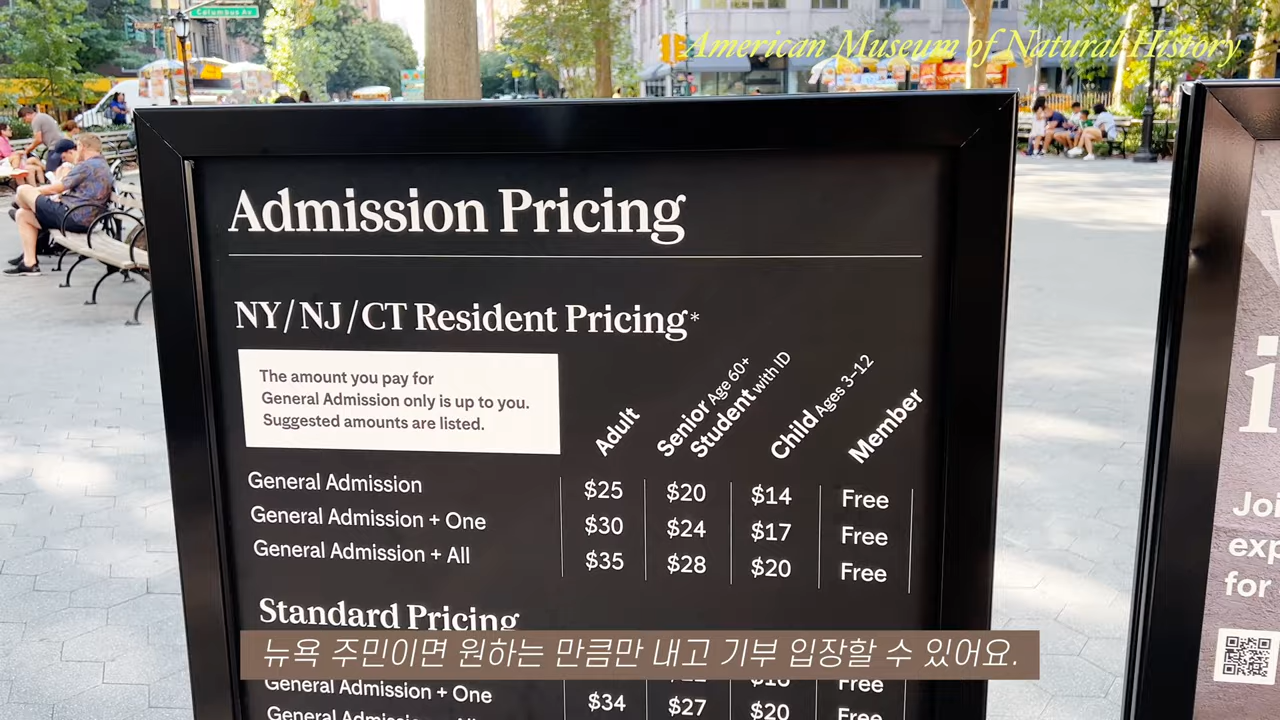 Columbus Av
American Museum of Natural History
Admission Pricing
NY/NJ/CT Resident Pricing*
The amount you pay for
General Admission only is up to you.
Suggested amounts are listed.
Adult
Senior Age 60+
Student with ID
Child Ages 3–12
Member
General Admission $25 $20 $14 Free
General Admission + One $30 $24 $17 Free
General Admission + All $35 $28 $20 Free
Standard Pricing
뉴욕 주민이면 원하는 만큼만 내고 기부 입장할 수 있어요.
General Admission + One $34 $27 $20 Free
General Admission Free
for